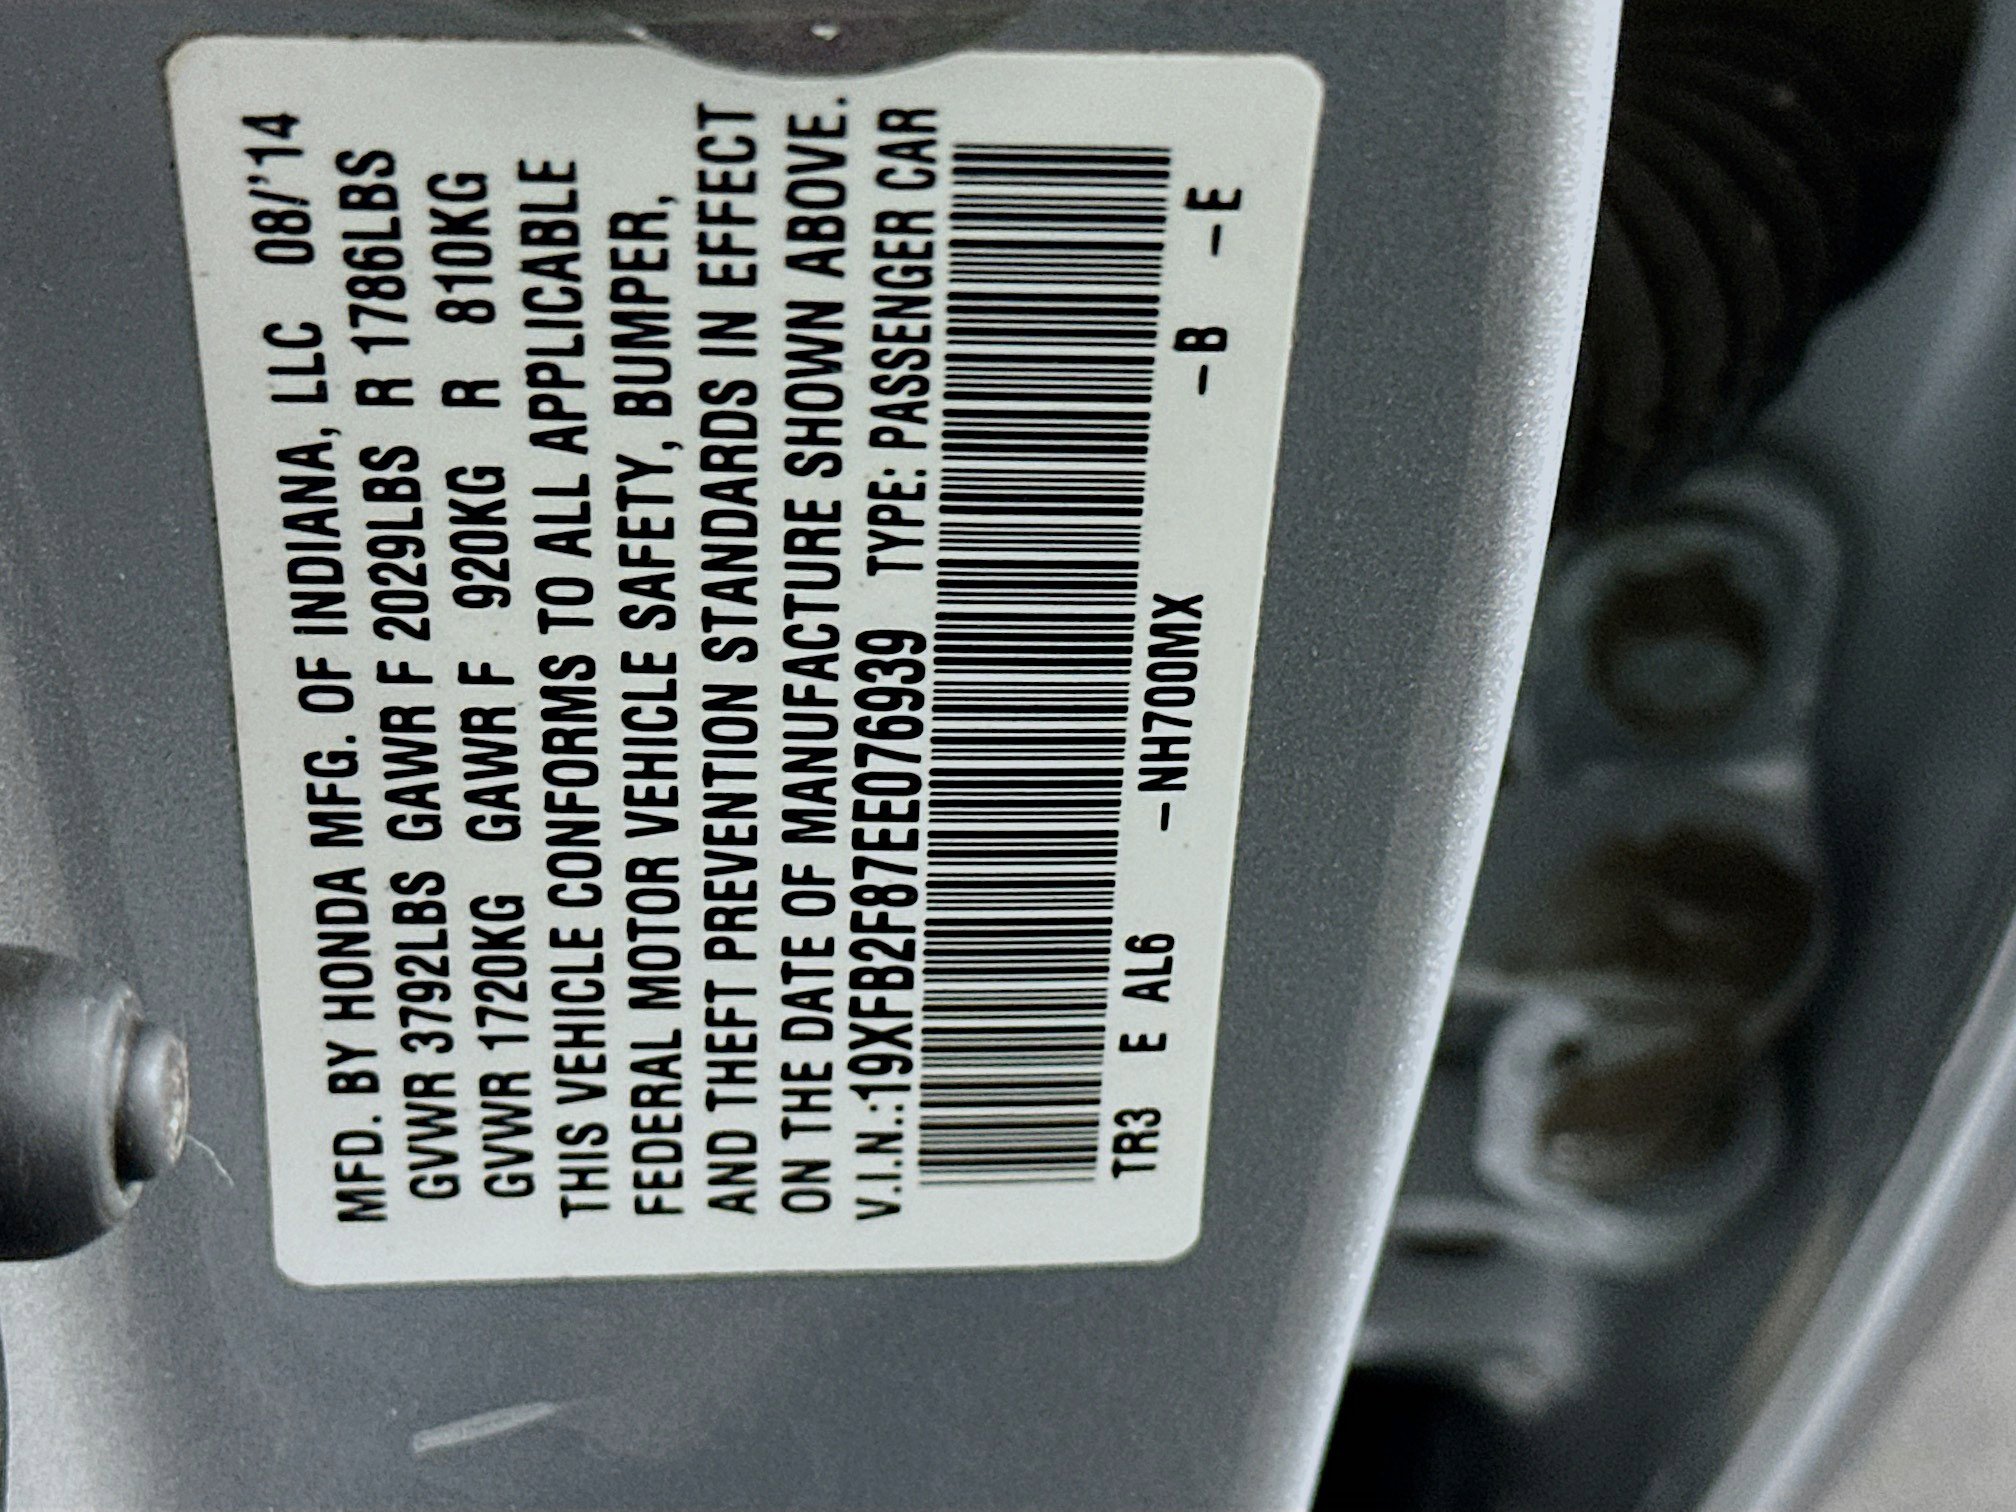 MFD. BY HONDA MFG. OF INDIANA, LLC 08/'14
GVWR 3792LBS GAWR F 2029LBS R 1786LBS
GVWR 1720KG GAWR F 920KG R 810KG
THIS VEHICLE CONFORMS TO ALL APPLICABLE
FEDERAL MOTOR VEHICLE SAFETY, BUMPER,
AND THEFT PREVENTION STANDARDS IN EFFECT
ON THE DATE OF MANUFACTURE SHOWN ABOVE.
V.I.N.:19XFB2F87EE076939 TYPE: PASSENGER CAR
TR3 E AL6 –NH700MX –B –E